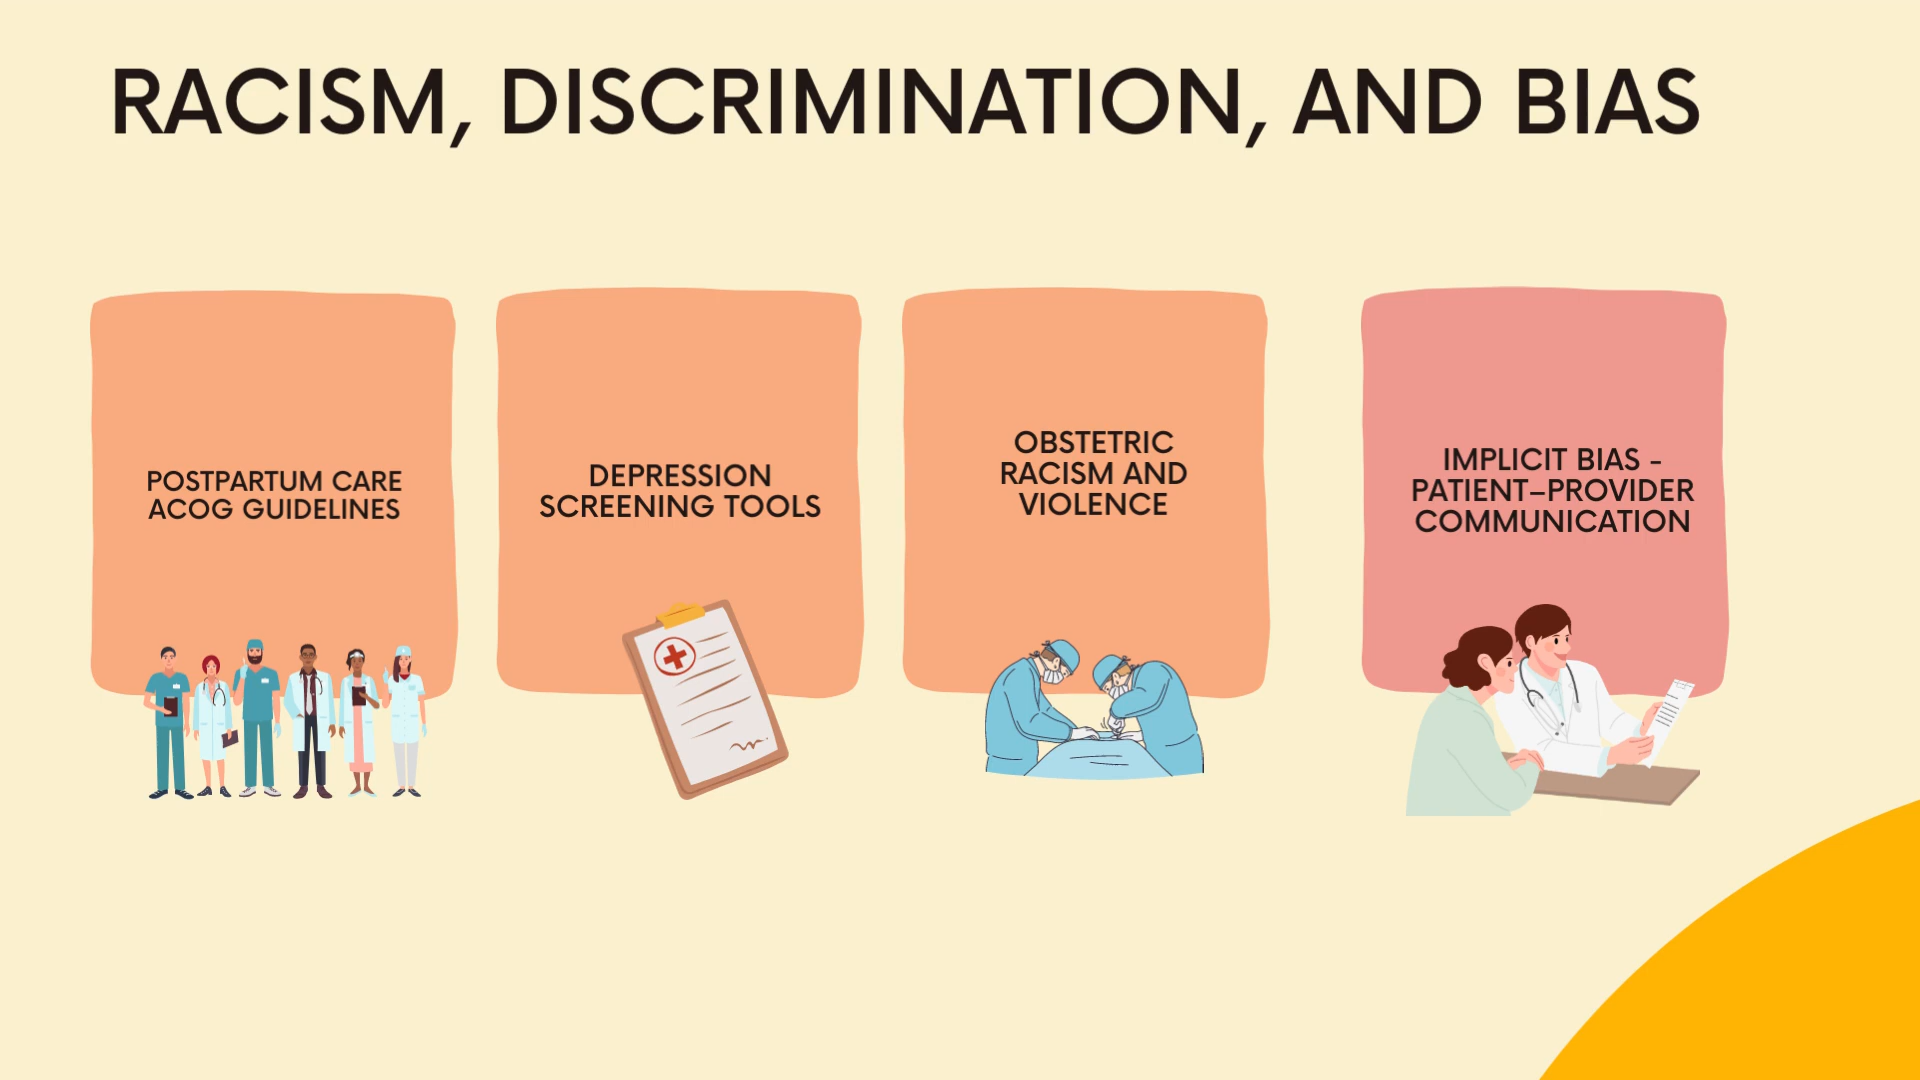 RACISM, DISCRIMINATION, AND BIAS
POSTPARTUM CARE
ACOG GUIDELINES
DEPRESSION
SCREENING TOOLS
OBSTETRIC
RACISM AND
VIOLENCE
IMPLICIT BIAS -
PATIENT–PROVIDER
COMMUNICATION